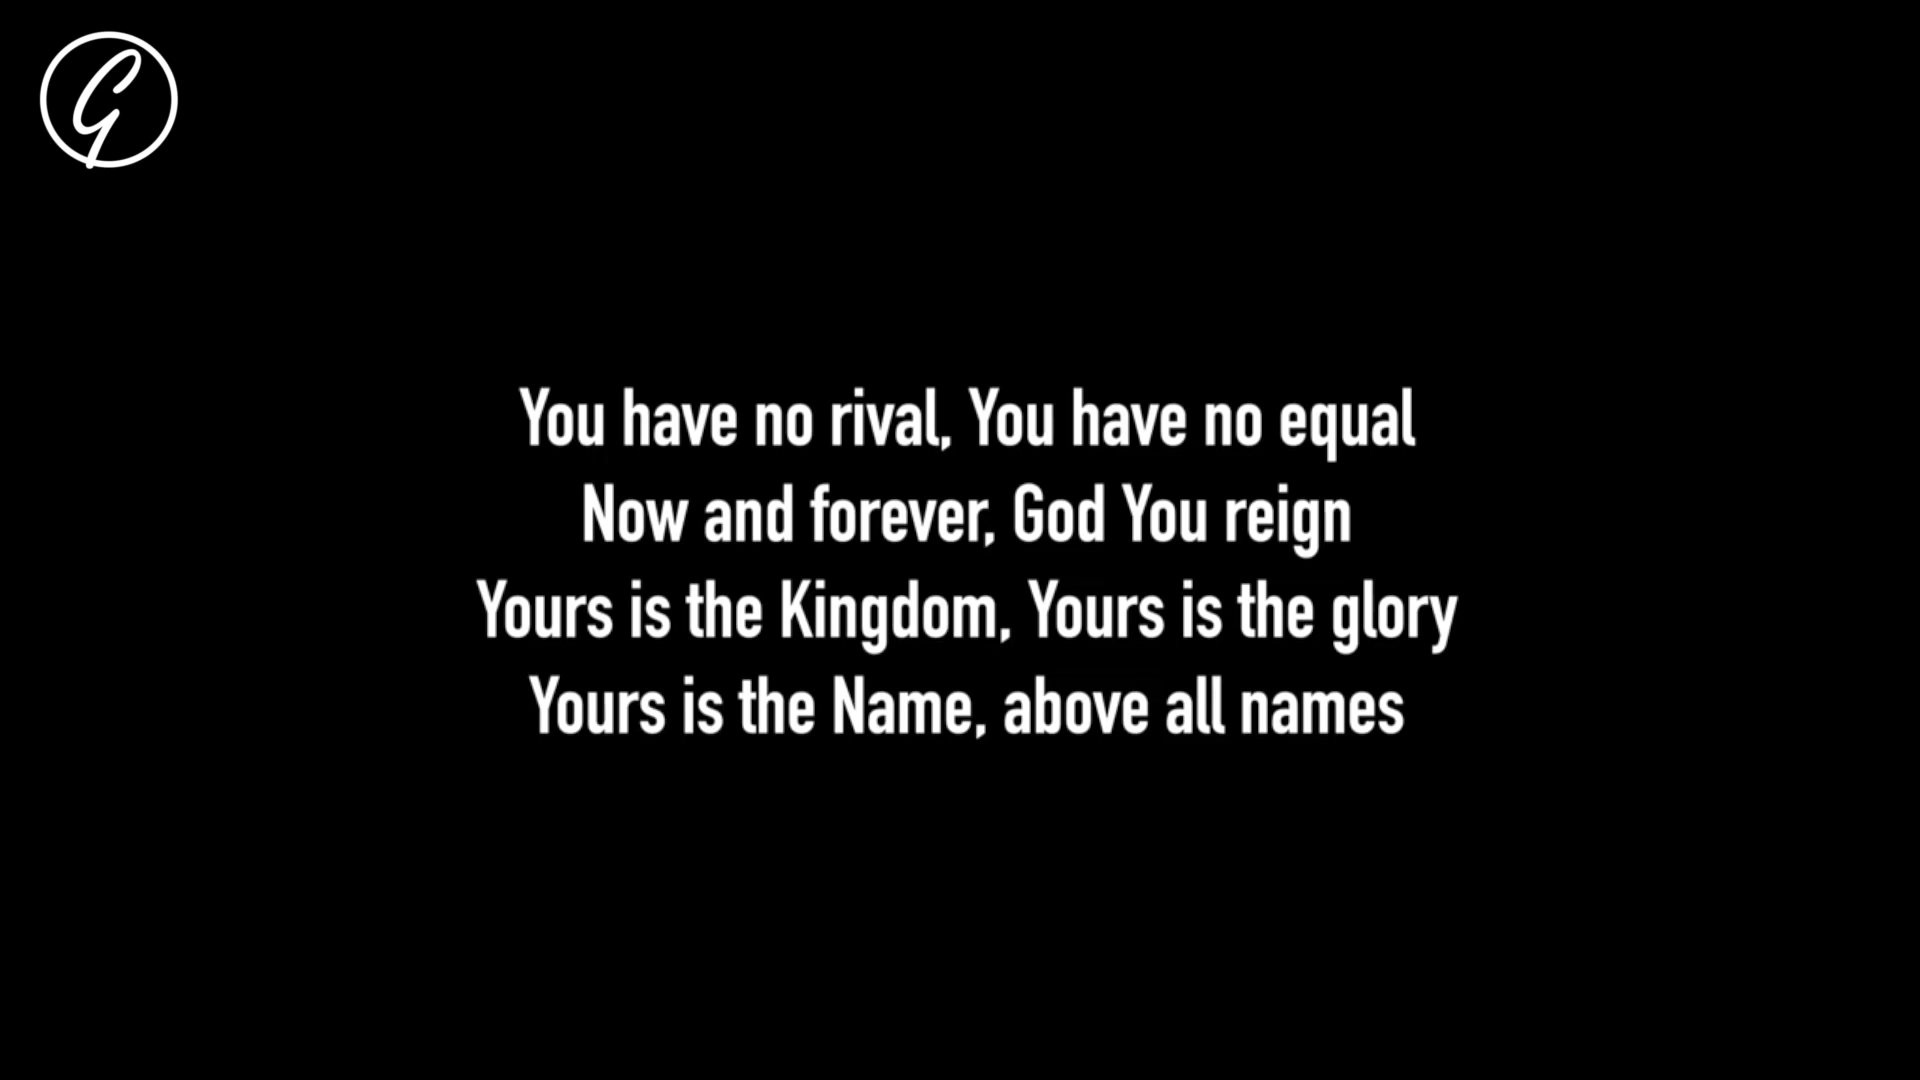 G
You have no rival, You have no equal
Now and forever, God You reign
Yours is the Kingdom, Yours is the glory
Yours is the Name, above all names